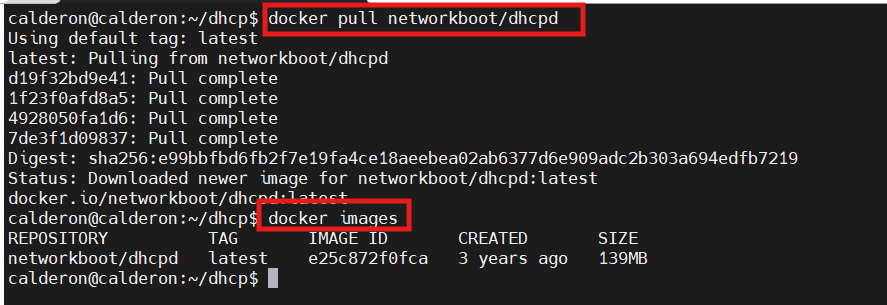 calderon@calderon:~/dhcp$ docker pull networkboot/dhcpd
Using default tag: latest
latest: Pulling from networkboot/dhcpd
d19f32bd9e41: Pull complete
1f23f0afd8a5: Pull complete
4928050fa1d6: Pull complete
7de3f1d09837: Pull complete
Digest: sha256:e99bbfbd6fb2f7e19fa4ce18aeebea02ab6377d6e909adc2b303a694edfb7219
Status: Downloaded newer image for networkboot/dhcpd:latest
docker.io/networkboot/dhcpd:latest
calderon@calderon:~/dhcp$ docker images
REPOSITORY          TAG       IMAGE ID       CREATED       SIZE
networkboot/dhcpd   latest    e25c872f0fca   3 years ago   139MB
calderon@calderon:~/dhcp$